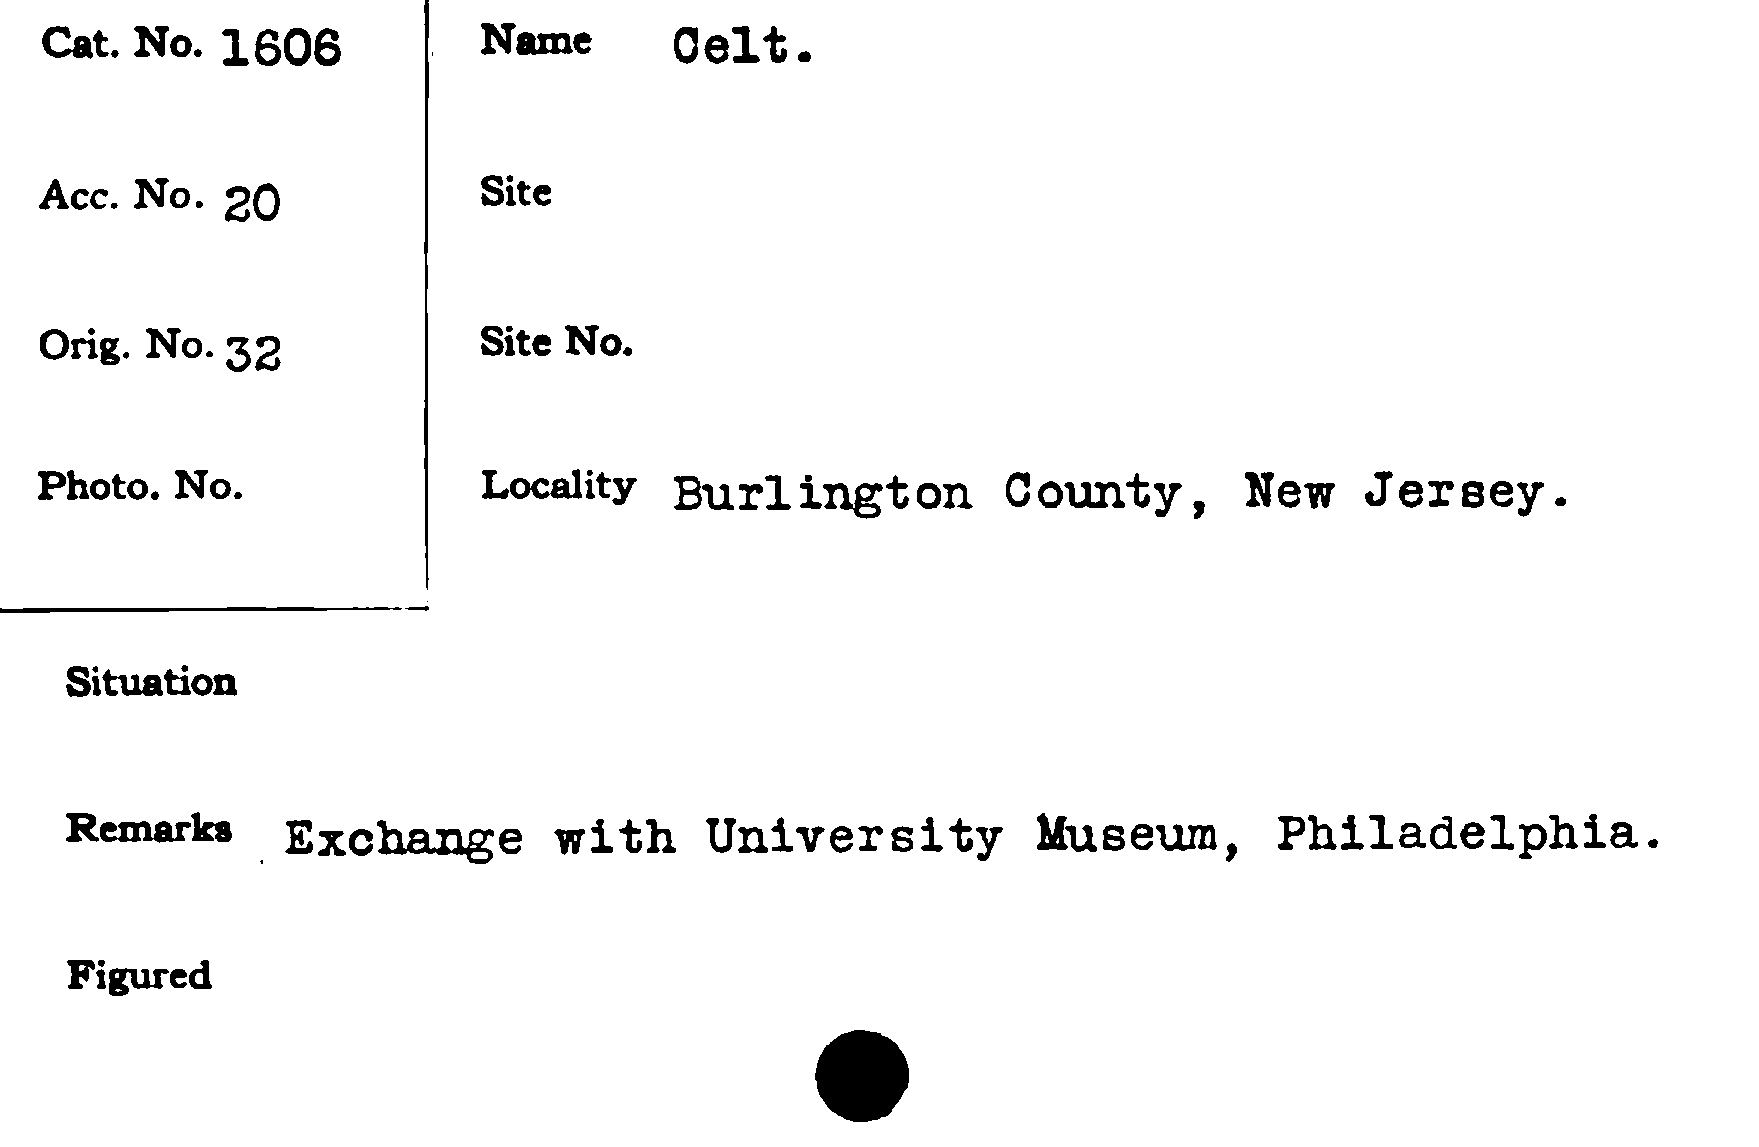 Cat. No. 1606
Acc. No. 20
Orig. No. 32
Photo. No.
Name Celt.
Site
Site No.
Locality Burlington County, New Jersey.
Situation
Remarks Exchange with University Museum, Philadelphia.
Figured